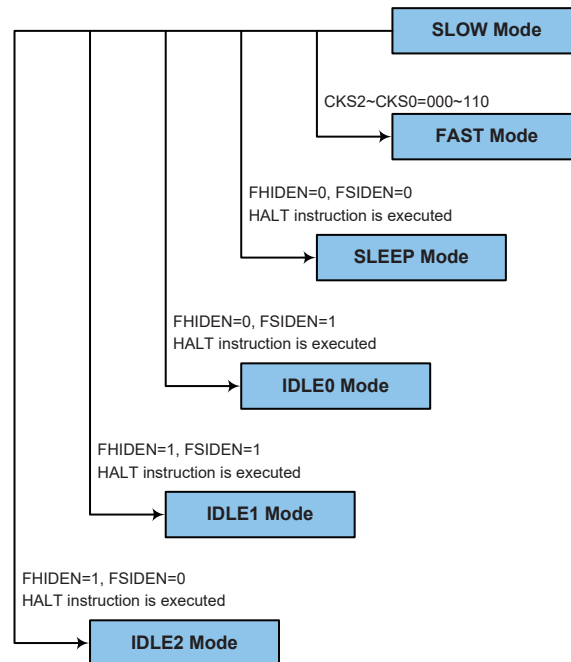 SLOW Mode
CKS2~CKS0=000~110
FAST Mode
FHIDEN=0, FSIDEN=0
HALT instruction is executed
SLEEP Mode
FHIDEN=0, FSIDEN=1
HALT instruction is executed
IDLE0 Mode
FHIDEN=1, FSIDEN=1
HALT instruction is executed
IDLE1 Mode
FHIDEN=1, FSIDEN=0
HALT instruction is executed
IDLE2 Mode